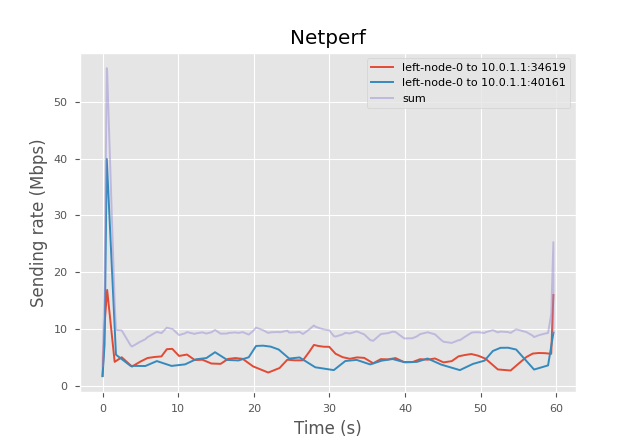 Netperf
left-node-0 to 10.0.1.1:34619
left-node-0 to 10.0.1.1:40161
sum
Sending rate (Mbps)
50
40
30
20
10
0
0 10 20 30 40 50 60
Time (s)